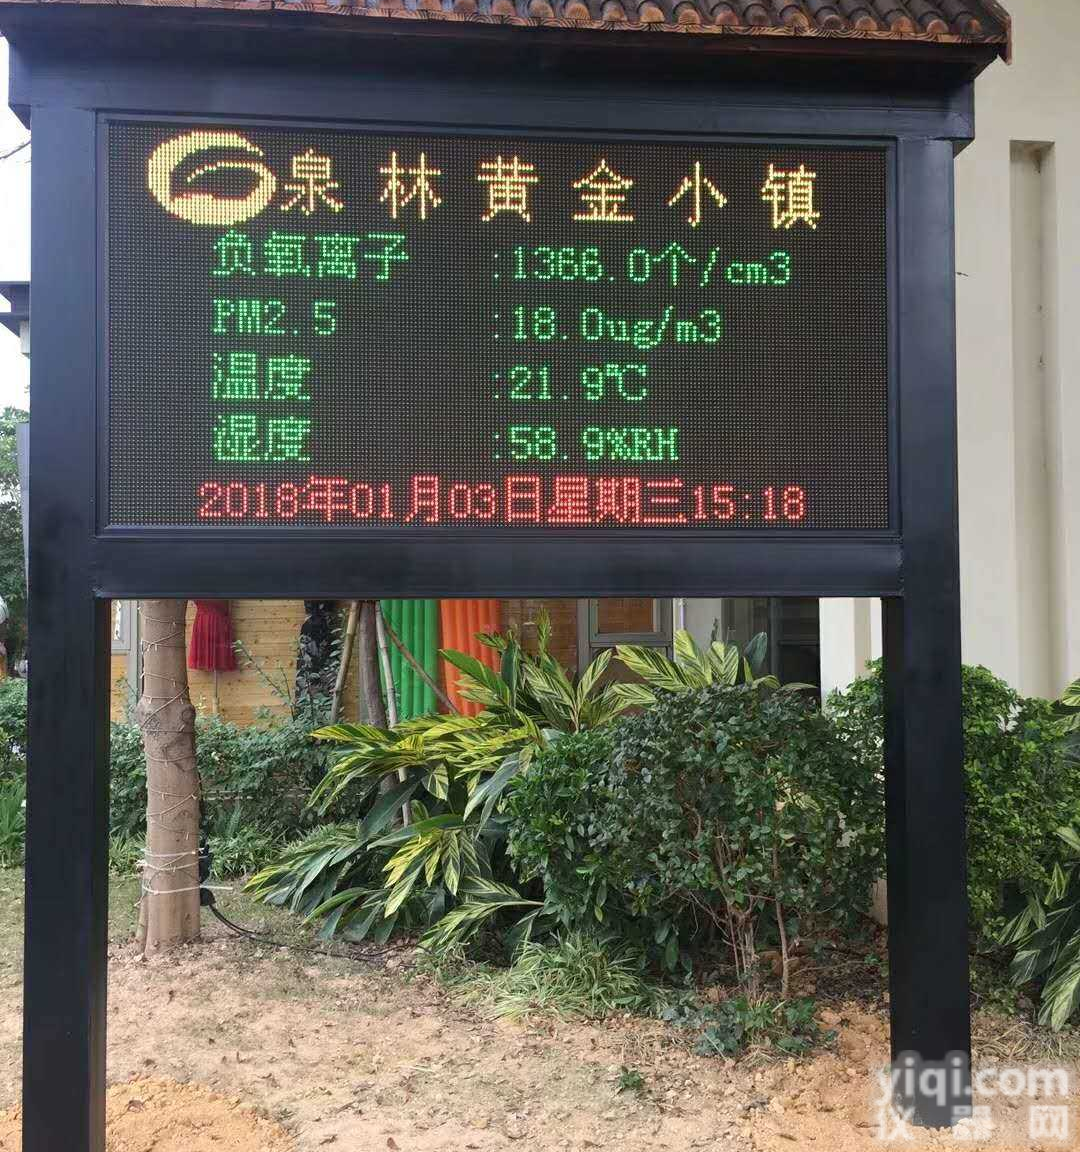 泉林黄金小镇
负氧离子 :1366.0个/cm3
PM2.5 :18.0ug/m3
温度 :21.9℃
湿度 :58.9%RH
2018年01月03日星期三15:18
yiqi.com
仪器网